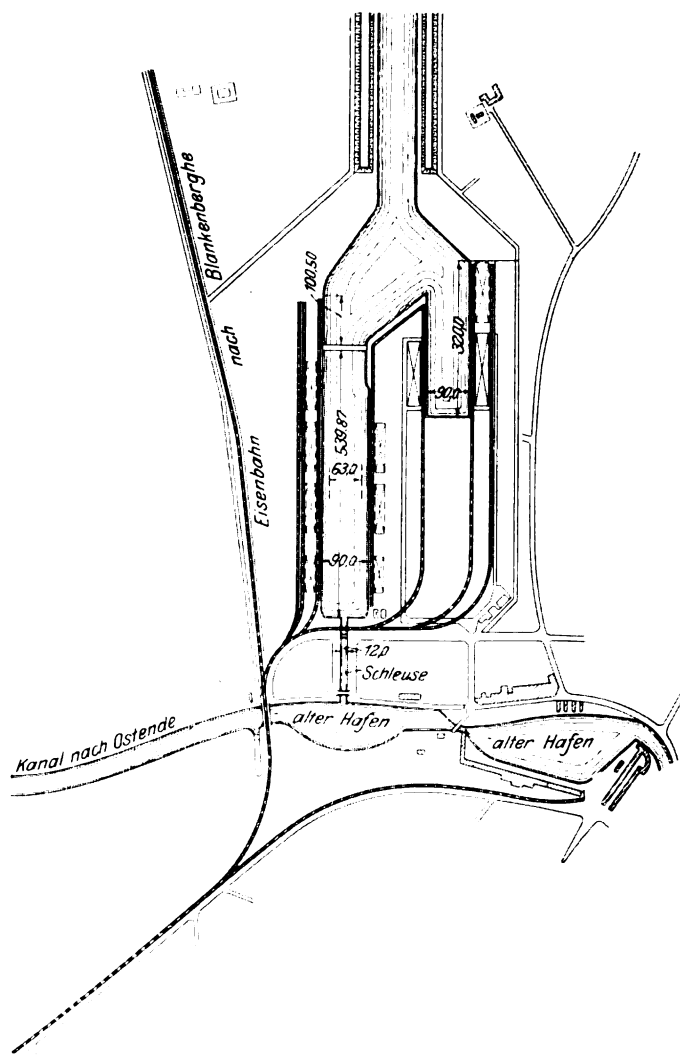 Blankenberghe
nach
Eisenbahn
100.50
320,0
90,0
539.87
63,0
90,0
12,0
Schleuse
alter Hafen
alter Hafen
Kanal nach Ostende